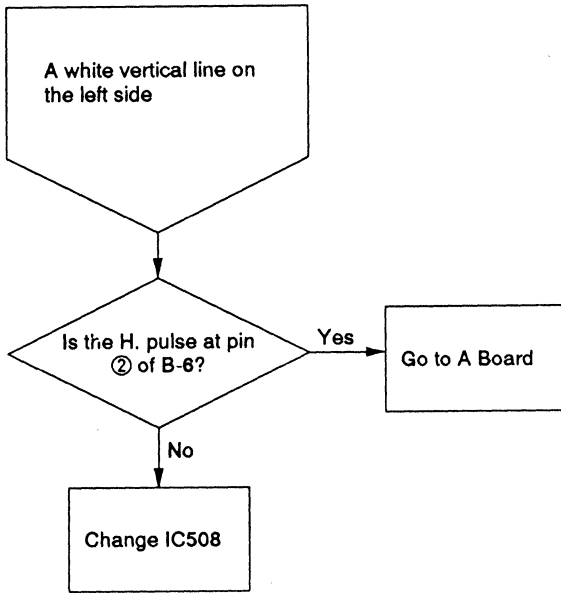 A white vertical line on
the left side
Is the H. pulse at pin
② of B-6?
Yes
Go to A Board
No
Change IC508